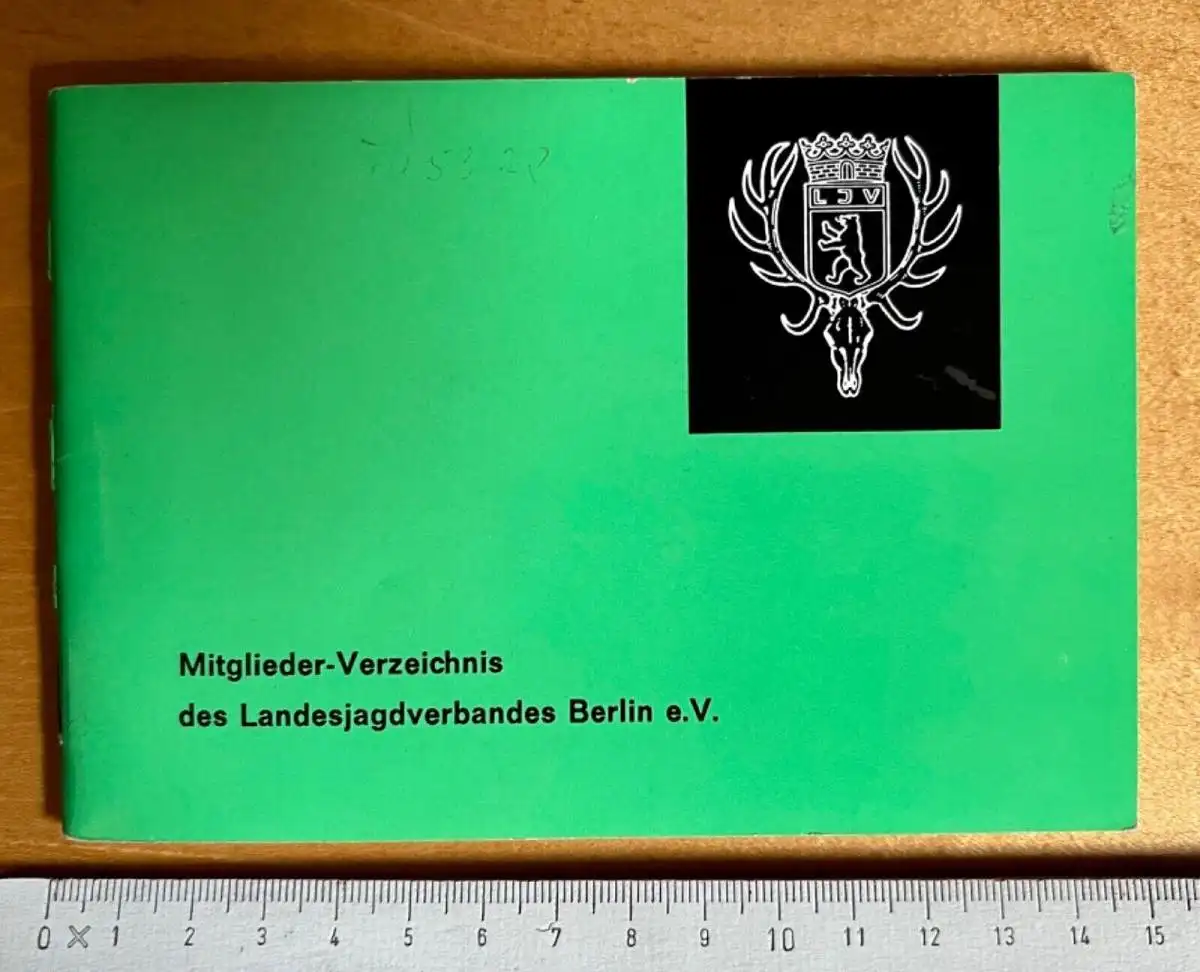 LJV
Mitglieder-Verzeichnis
des Landesjagdverbandes Berlin e.V.
0 1 2 3 4 5 6 7 8 9 10 11 12 13 14 15